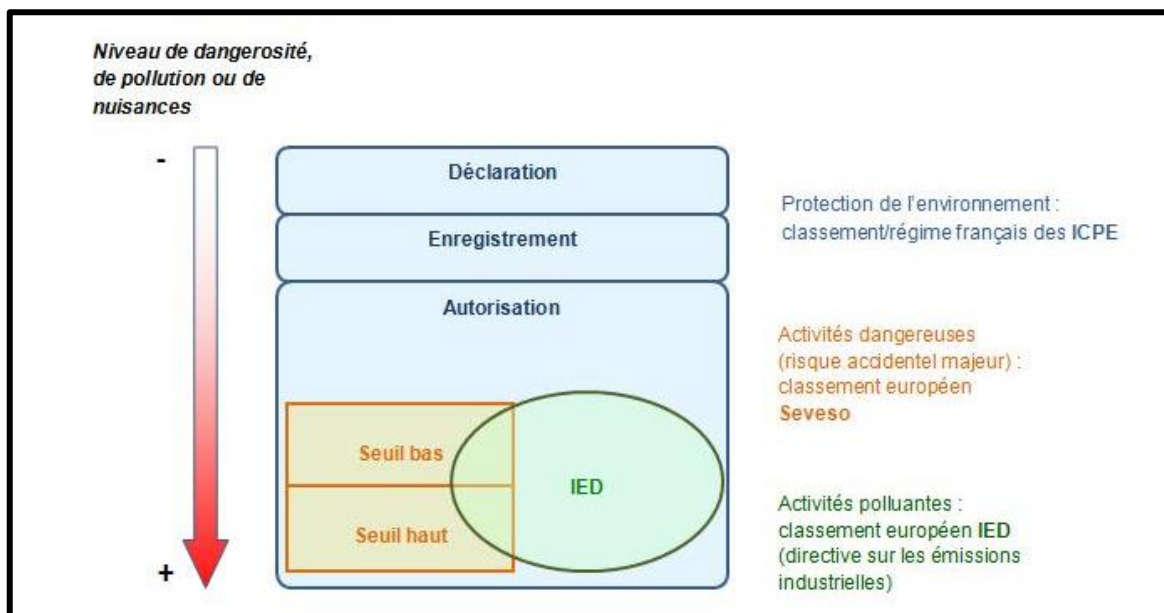 Niveau de dangerosité,
de pollution ou de
nuisances
-
+
Déclaration
Enregistrement
Autorisation
Seuil bas
Seuil haut
IED
Protection de l'environnement :
classement/régime français des ICPE
Activités dangereuses
(risque accidentel majeur) :
classement européen
Seveso
Activités polluantes :
classement européen IED
(directive sur les émissions
industrielles)